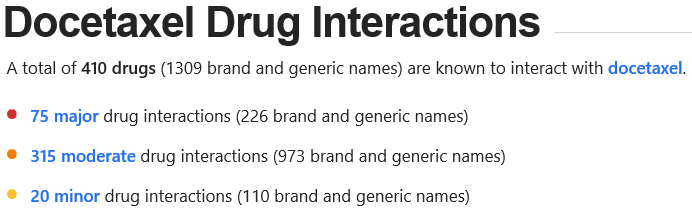 Docetaxel Drug Interactions
A total of 410 drugs (1309 brand and generic names) are known to interact with docetaxel.
75 major drug interactions (226 brand and generic names)
315 moderate drug interactions (973 brand and generic names)
20 minor drug interactions (110 brand and generic names)